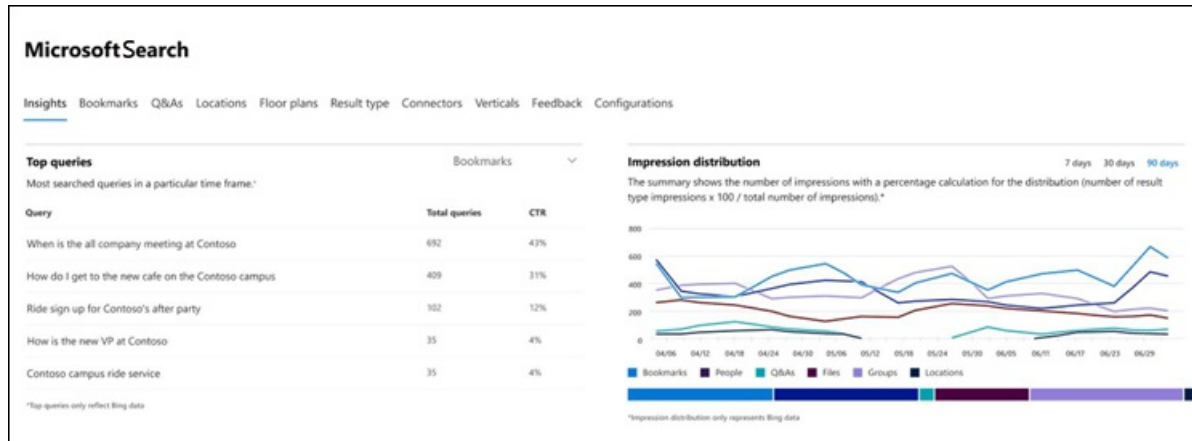 Microsoft Search
Insights Bookmarks Q&As Locations Floor plans Result type Connectors Verticals Feedback Configurations
Top queries
Bookmarks
Most searched queries in a particular time frame.*
Query Total queries CTR
When is the all company meeting at Contoso 692 43%
How do I get to the new cafe on the Contoso campus 409 31%
Ride sign up for Contoso's after party 102 12%
How is the new VP at Contoso 35 4%
Contoso campus ride service 35 4%
*Top queries only reflect Bing data
Impression distribution
7 days 30 days 90 days
The summary shows the number of impressions with a percentage calculation for the distribution (number of result
type impressions x 100 / total number of impressions).*
800
600
400
200
0
04/06 04/12 04/18 04/24 04/30 05/06 05/12 05/18 05/24 05/30 06/05 06/11 06/17 06/23 06/29
Bookmarks People Q&As Files Groups Locations
*Impression distribution only represents Bing data